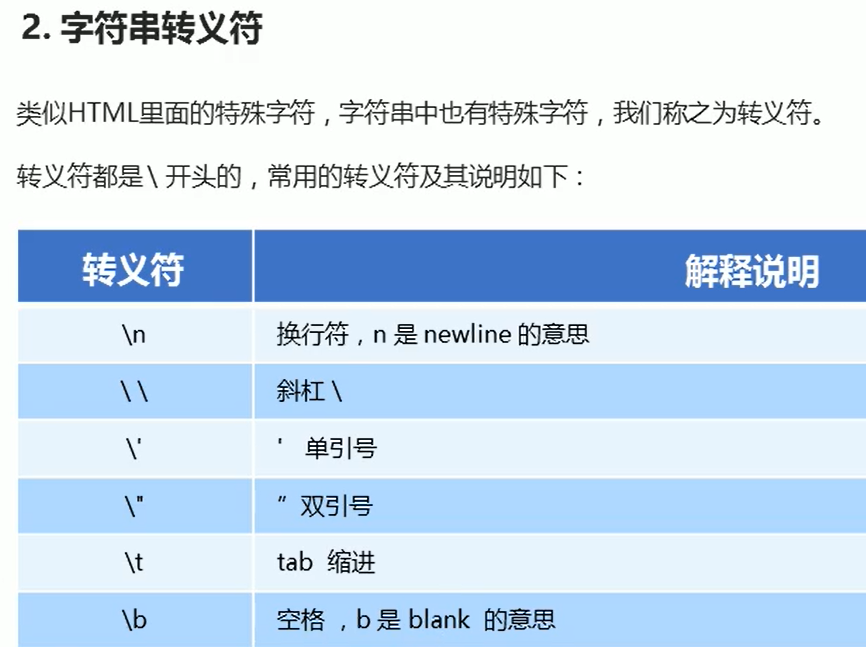 2. 字符串转义符
类似HTML里面的特殊字符，字符串中也有特殊字符，我们称之为转义符。
转义符都是 \ 开头的，常用的转义符及其说明如下：
转义符 解释说明
\n 换行符，n 是 newline 的意思
\ \ 斜杠 \
\' ' 单引号
\" ” 双引号
\t tab 缩进
\b 空格 ，b 是 blank 的意思